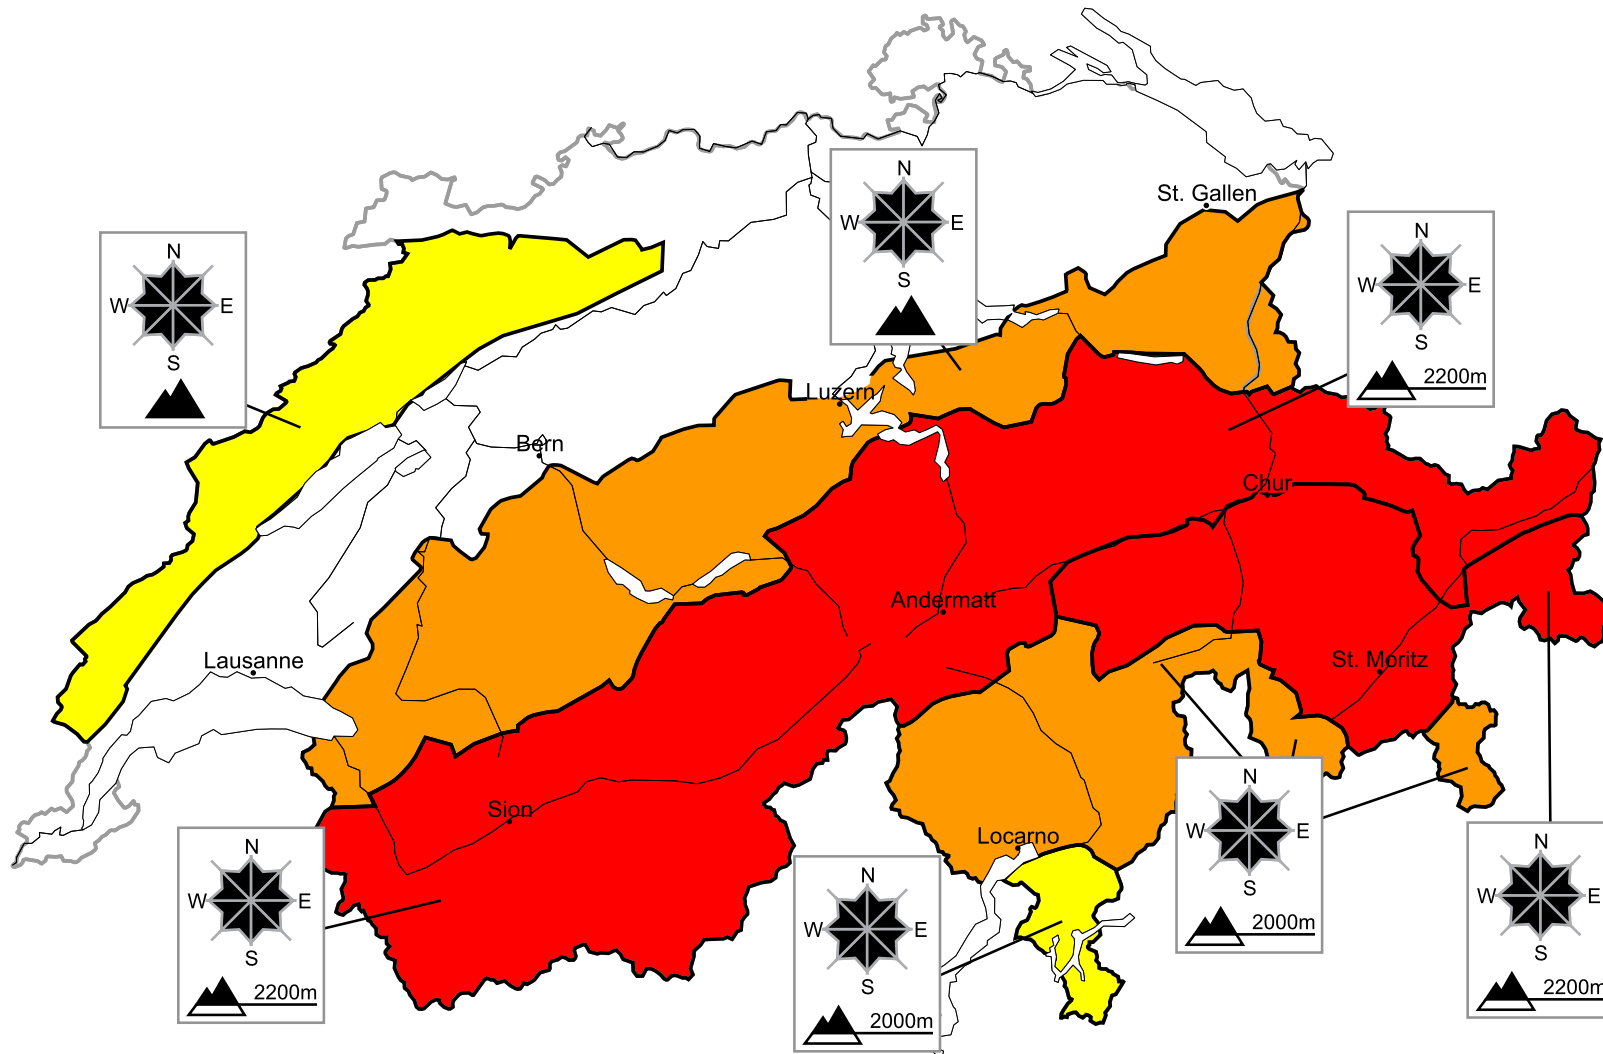 N
W E
S
St. Gallen
N
W E
S
N
W E
S
2200m
Luzern
Bern
Chur
Andermatt
Lausanne
St. Moritz
Sion
Locarno
N
W E
S
2000m
N
W E
S
2200m
N
W E
S
2000m
N
W E
S
2200m